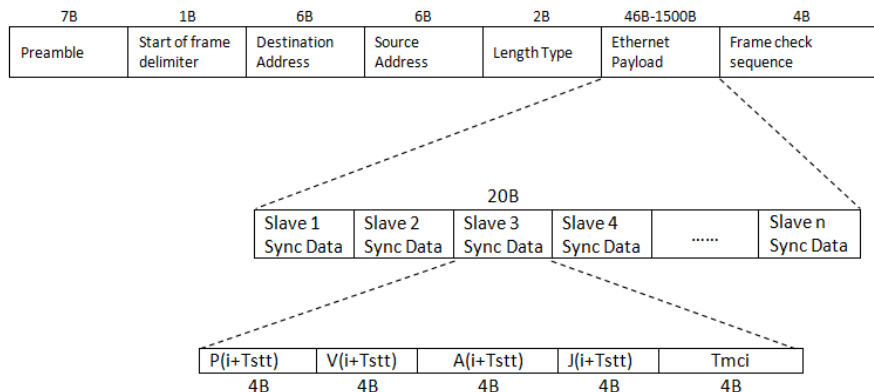 7B 1B 6B 6B 2B 46B-1500B 4B
Preamble
Start of frame
delimiter
Destination
Address
Source
Address
Length Type
Ethernet
Payload
Frame check
sequence
20B
Slave 1
Sync Data
Slave 2
Sync Data
Slave 3
Sync Data
Slave 4
Sync Data
......
Slave n
Sync Data
P(i+Tstt) V(i+Tstt) A(i+Tstt) J(i+Tstt) Tmci
4B 4B 4B 4B 4B